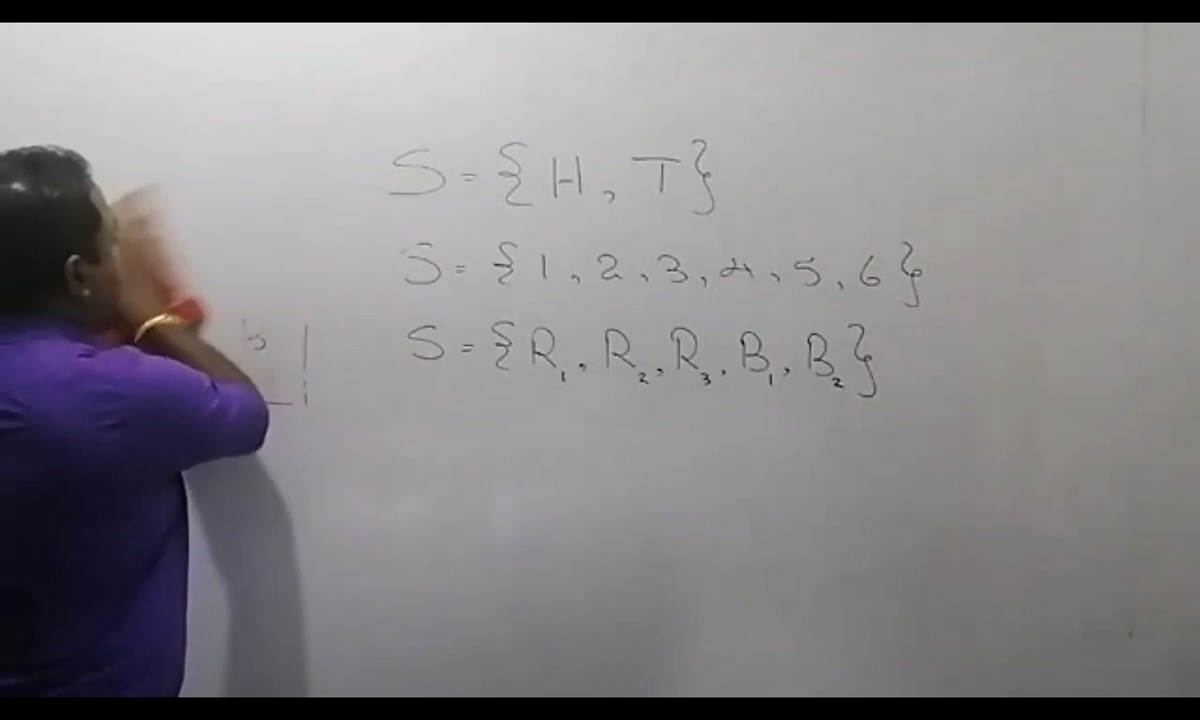 S = {H, T}
S = {1, 2, 3, 4, 5, 6}
S = {R₁, R₂, R₃, B₁, B₂}